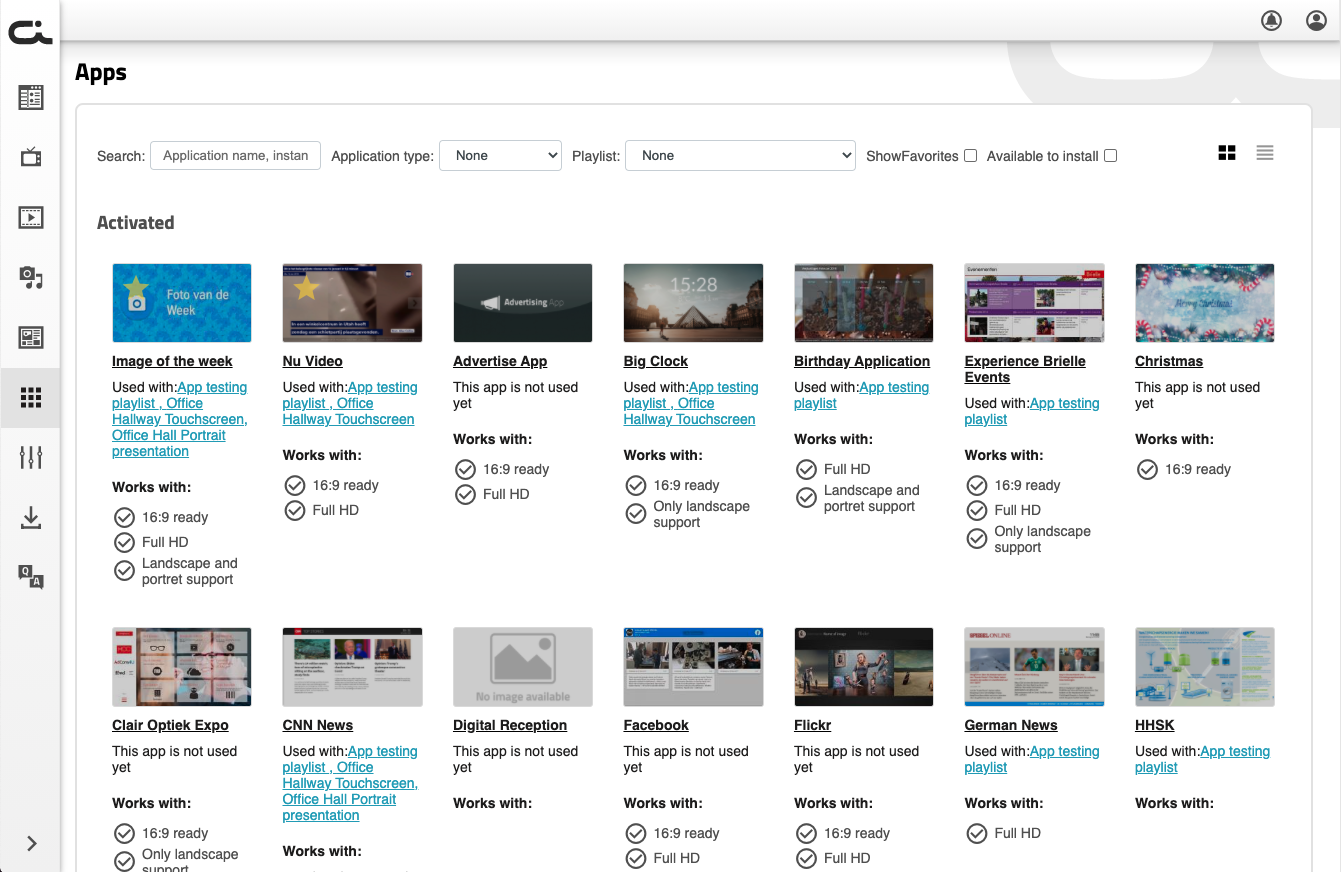 Apps
Search: Application name, instan Application type: None Playlist: None ShowFavorites Available to install
Activated
Foto van de
Week
Image of the week
Used with:App testing
playlist , Office
Hallway Touchscreen,
Office Hall Portrait
presentation
Works with:
16:9 ready
Full HD
Landscape and
portret support
Nu Video
Used with:App testing
playlist , Office
Hallway Touchscreen
Works with:
16:9 ready
Full HD
Advertising App
Advertise App
This app is not used
yet
Works with:
16:9 ready
Full HD
15:28
Big Clock
Used with:App testing
playlist , Office
Hallway Touchscreen
Works with:
16:9 ready
Only landscape
support
Birthday Application
Used with:App testing
playlist
Works with:
Full HD
Landscape and
portret support
Evenementen
Brielle
Experience Brielle
Events
Used with:App testing
playlist
Works with:
16:9 ready
Full HD
Only landscape
support
Merry Christmas
Christmas
This app is not used
yet
Works with:
16:9 ready
Clair Optiek Expo
This app is not used
yet
Works with:
16:9 ready
Only landscape
support
CNN News
Used with:App testing
playlist , Office
Hallway Touchscreen,
Office Hall Portrait
presentation
Works with:
No image available
Digital Reception
This app is not used
yet
Works with:
Facebook
This app is not used
yet
Works with:
16:9 ready
Full HD
Flickr
This app is not used
yet
Works with:
16:9 ready
Full HD
SPIEGEL ONLINE
German News
Used with:App testing
playlist
Works with:
Full HD
HHSK
Used with:App testing
playlist
Works with:
Q
A